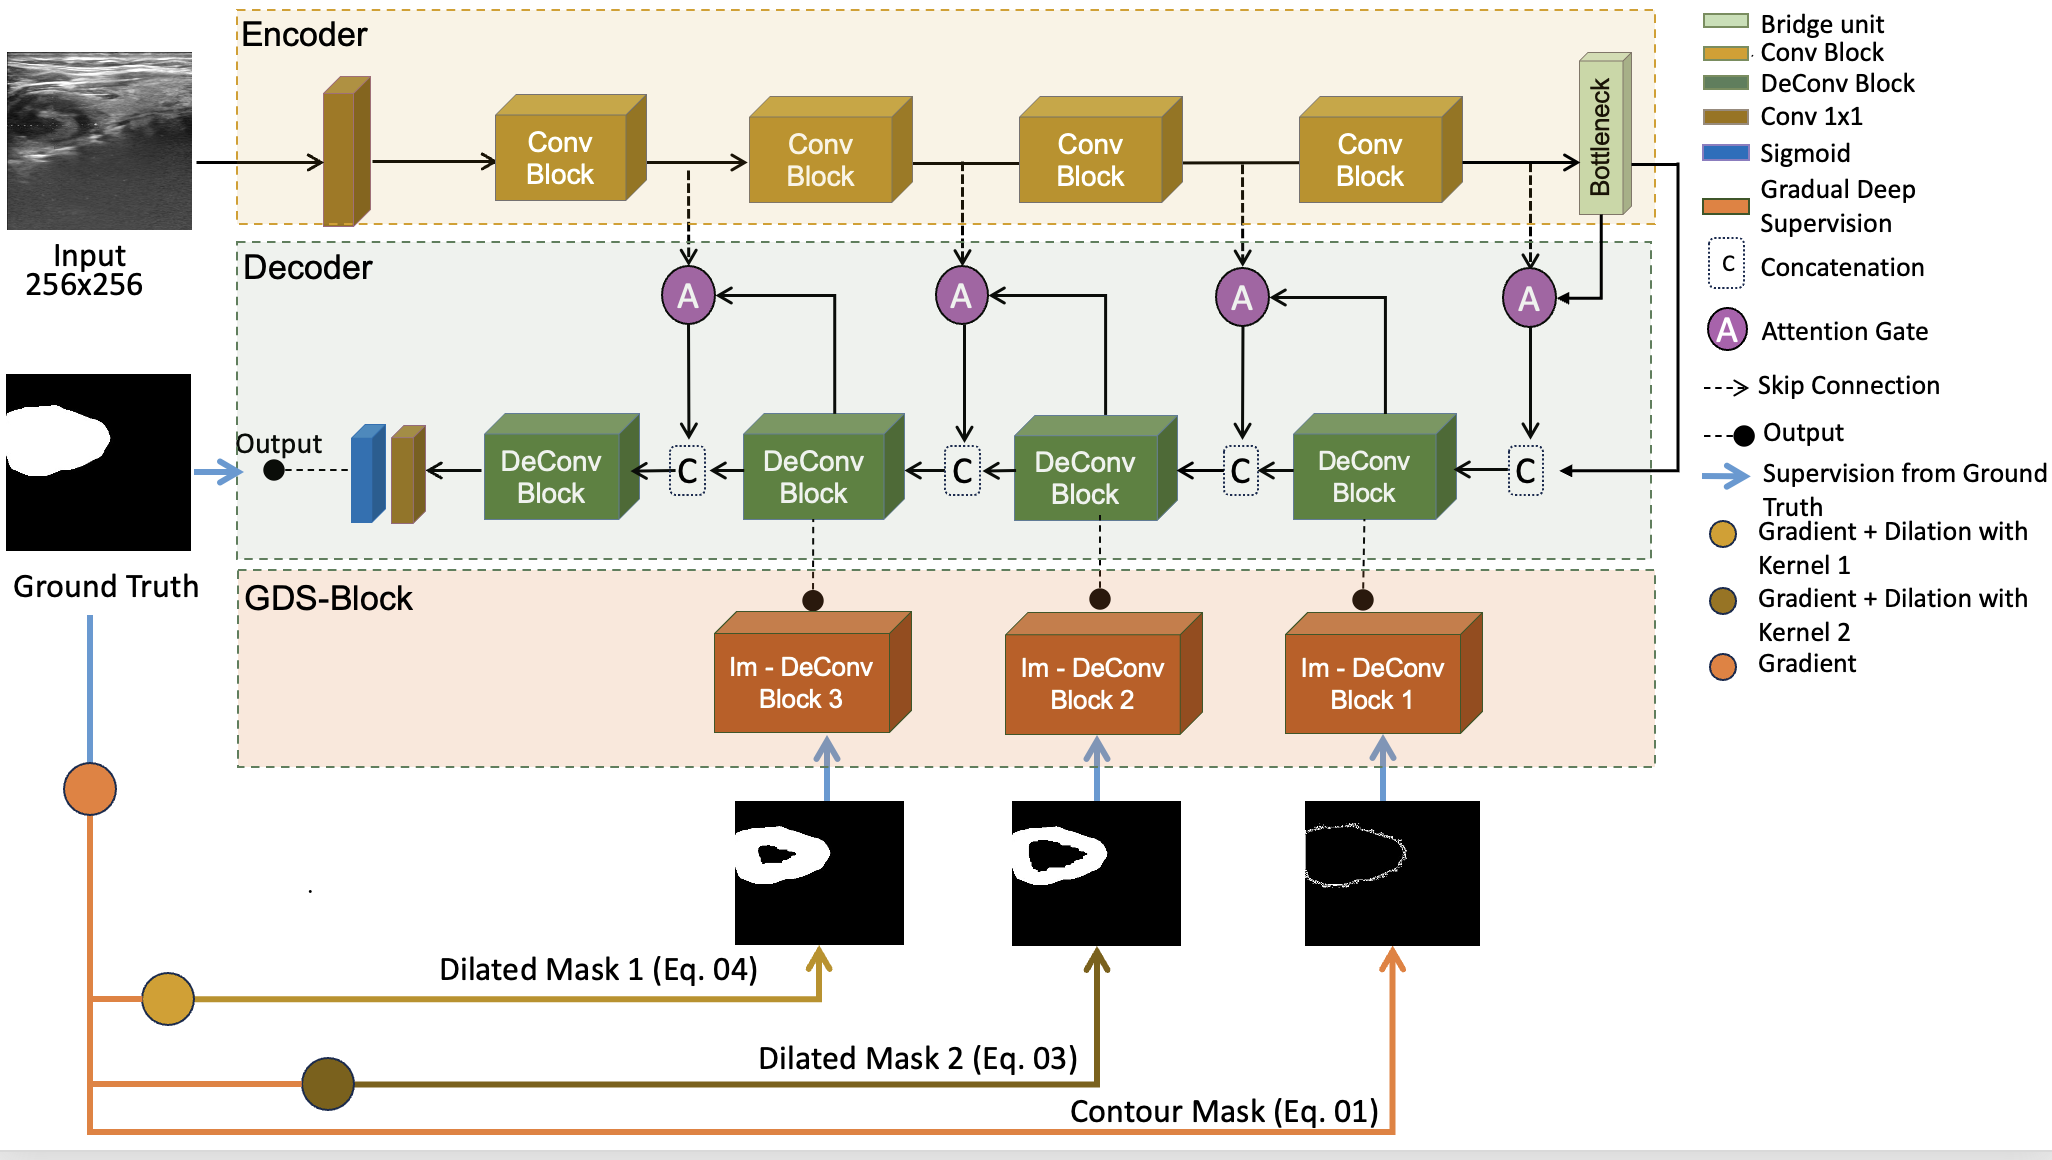 Encoder
Conv
Block
Conv
Block
Conv
Block
Conv
Block
Bottleneck
Input
256x256
Decoder
A
A
A
A
Output
DeConv
Block
C
DeConv
Block
C
DeConv
Block
C
DeConv
Block
C
Ground Truth
GDS-Block
Im - DeConv
Block 3
Im - DeConv
Block 2
Im - DeConv
Block 1
Dilated Mask 1 (Eq. 04)
Dilated Mask 2 (Eq. 03)
Contour Mask (Eq. 01)
Bridge unit
Conv Block
DeConv Block
Conv 1x1
Sigmoid
Gradual Deep
Supervision
C
Concatenation
A
Attention Gate
Skip Connection
Output
Supervision from Ground
Truth
Gradient + Dilation with
Kernel 1
Gradient + Dilation with
Kernel 2
Gradient